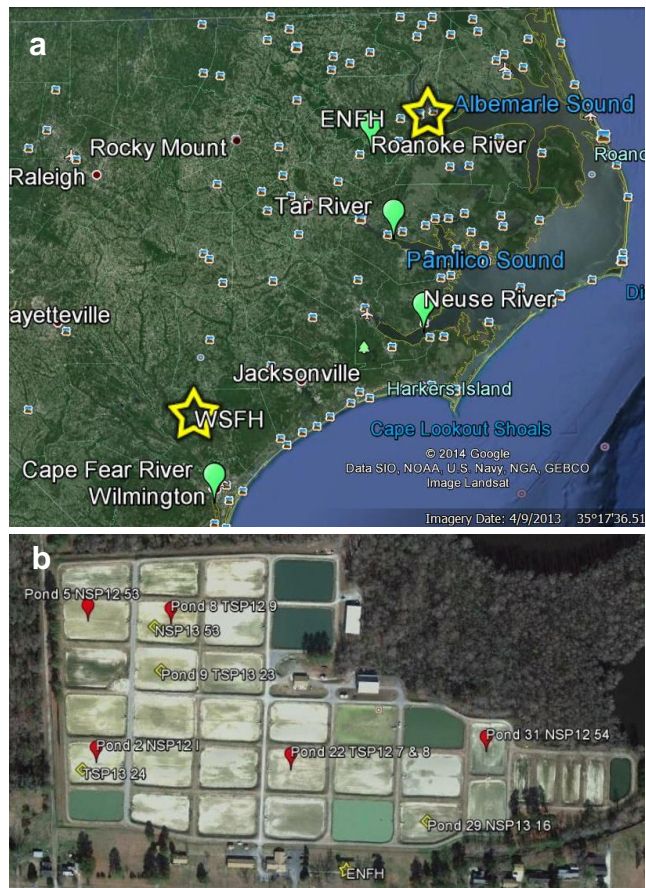 a
Albemarle Sound
ENFH
Roanoke River
Rocky Mount
Roano
Raleigh
Tar River
Pamlico Sound
Neuse River
Di
ayetteville
Jacksonville
Harkers Island
WSFH
Cape Lookout Shoals
© 2014 Google
Data SIO, NOAA, U.S. Navy, NGA, GEBCO
Image Landsat
Cape Fear River
Wilmington
Imagery Date: 4/9/2013 35°17'36.51
b
Pond 5 NSP12 53
Pond 8 TSP12 9
NSP13 53
Pond 9 TSP13 23
Pond 31 NSP12 54
Pond 2 NSP12 I
Pond 22 TSP12 7 & 8
TSP13 24
Pond 29 NSP13 16
ENFH